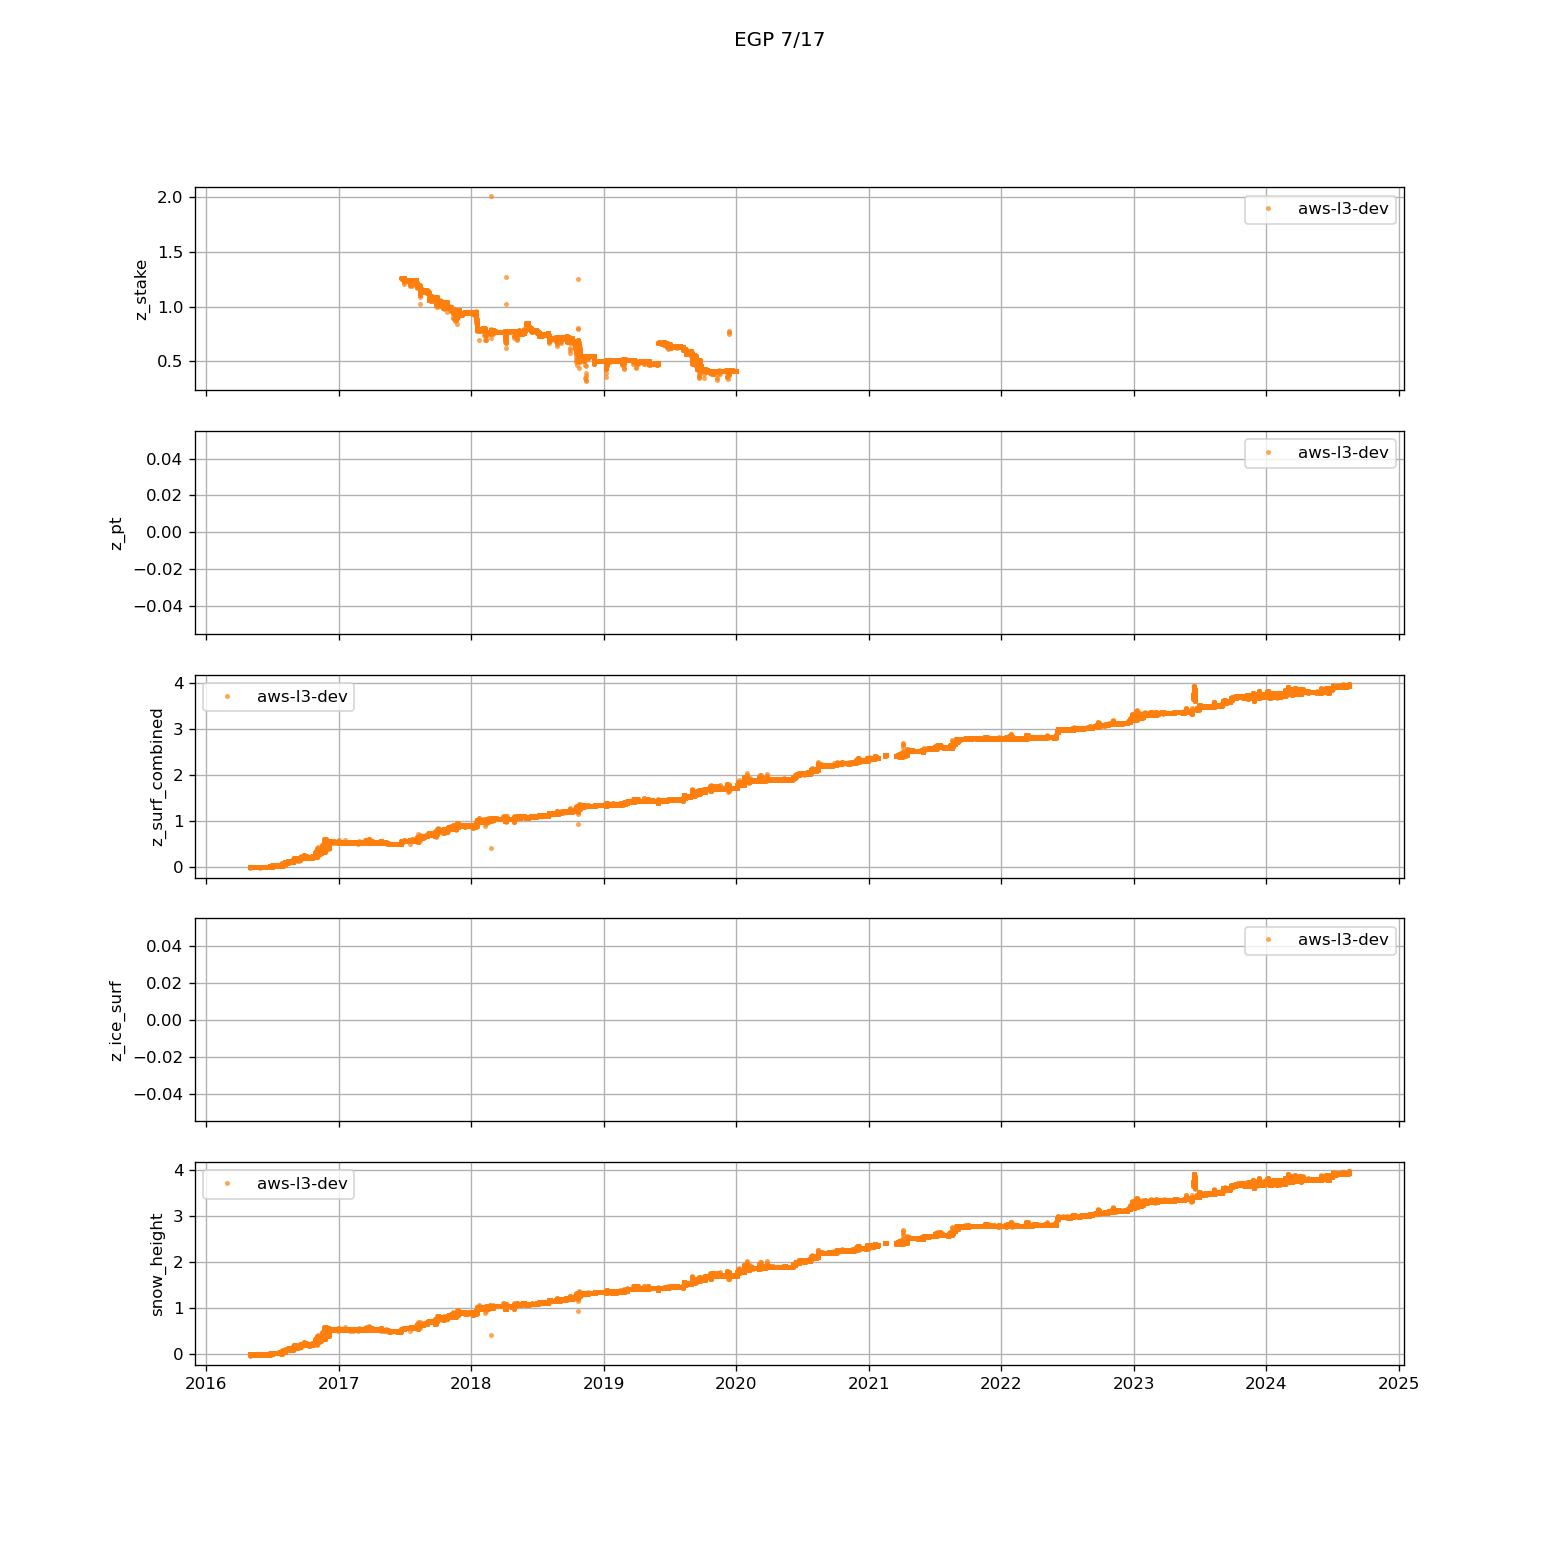 EGP 7/17
2.0
1.5
1.0
0.5
z_stake
aws-l3-dev
0.04
0.02
0.00
−0.02
−0.04
z_pt
aws-l3-dev
4
3
2
1
0
z_surf_combined
aws-l3-dev
0.04
0.02
0.00
−0.02
−0.04
z_ice_surf
aws-l3-dev
4
3
2
1
0
snow_height
aws-l3-dev
2016 2017 2018 2019 2020 2021 2022 2023 2024 2025